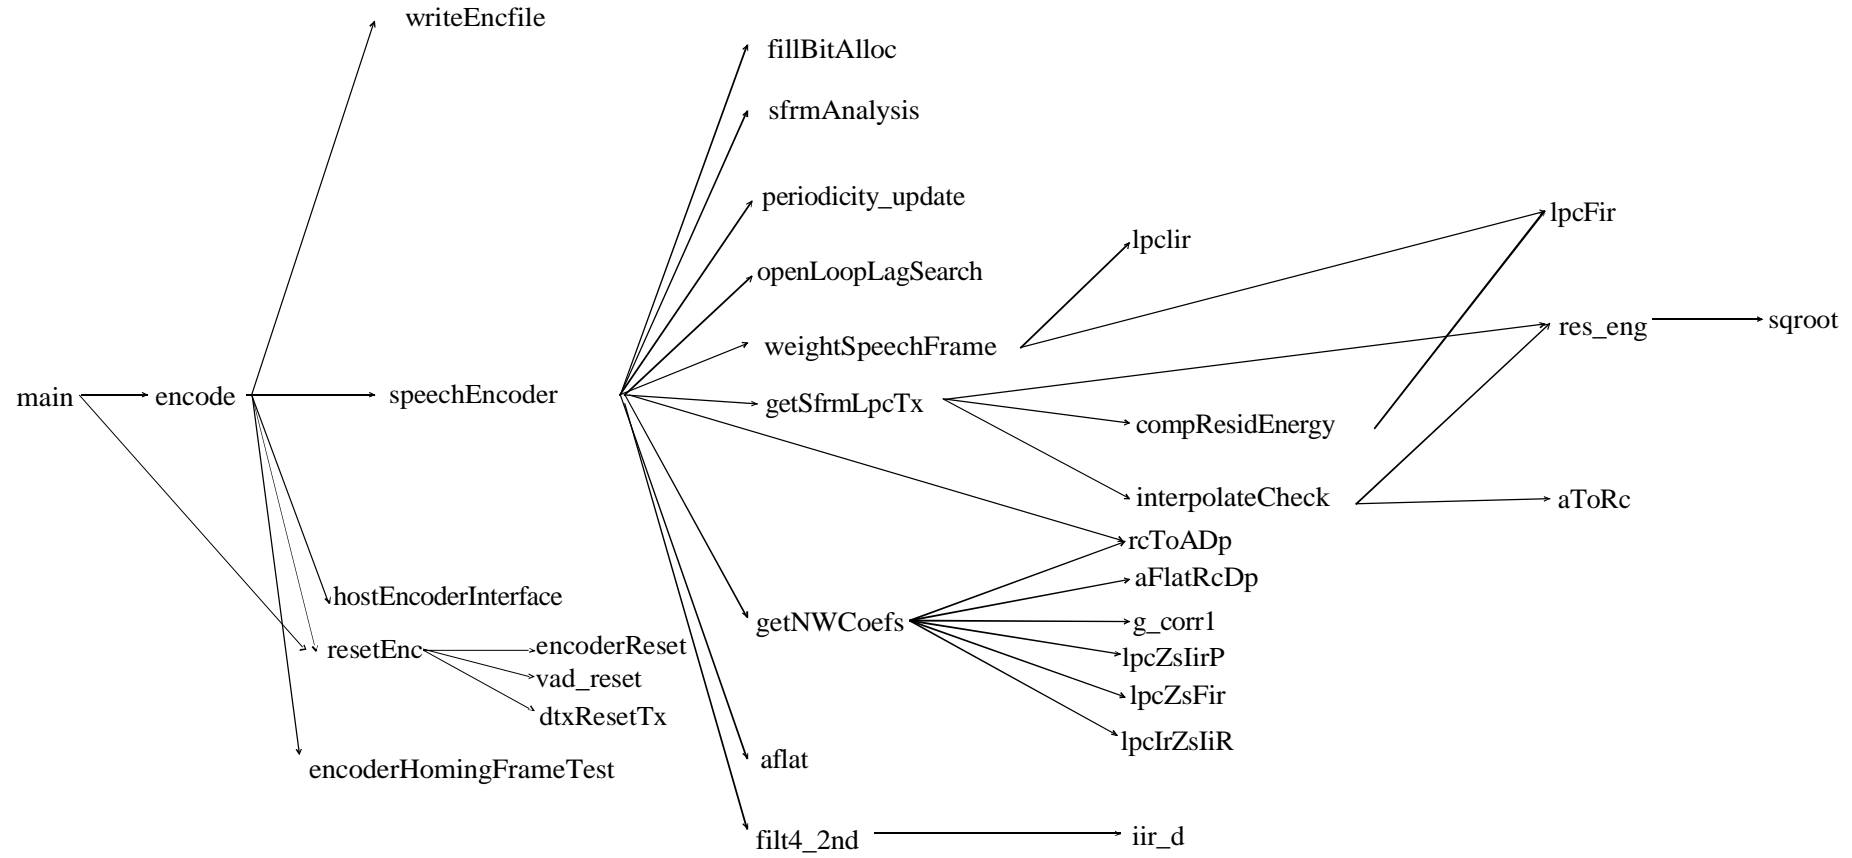 writeEncfile
fillBitAlloc
sfrmAnalysis
periodicity_update
lpcFir
lpclir
openLoopLagSearch
res_eng
sqroot
weightSpeechFrame
main
encode
speechEncoder
getSfrmLpcTx
compResidEnergy
interpolateCheck
aToRc
rcToADp
aFlatRcDp
hostEncoderInterface
getNWCoefs
g_corr1
resetEnc
encoderReset
lpcZsIirP
vad_reset
lpcZsFir
dtxResetTx
lpcIrZsIiR
encoderHomingFrameTest
aflat
filt4_2nd
iir_d